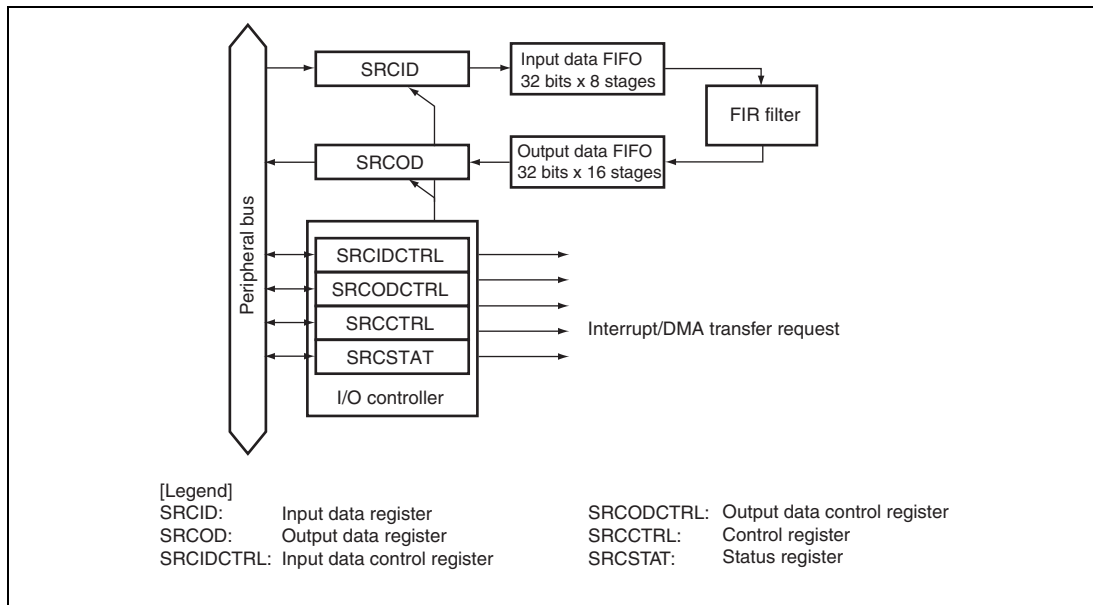 SRCID
Input data FIFO
32 bits x 8 stages
FIR filter
SRCOD
Output data FIFO
32 bits x 16 stages
Peripheral bus
SRCIDCTRL
SRCODCTRL
SRCCTRL
SRCSTAT
I/O controller
Interrupt/DMA transfer request
[Legend]
SRCID: Input data register
SRCOD: Output data register
SRCIDCTRL: Input data control register
SRCODCTRL: Output data control register
SRCCTRL: Control register
SRCSTAT: Status register